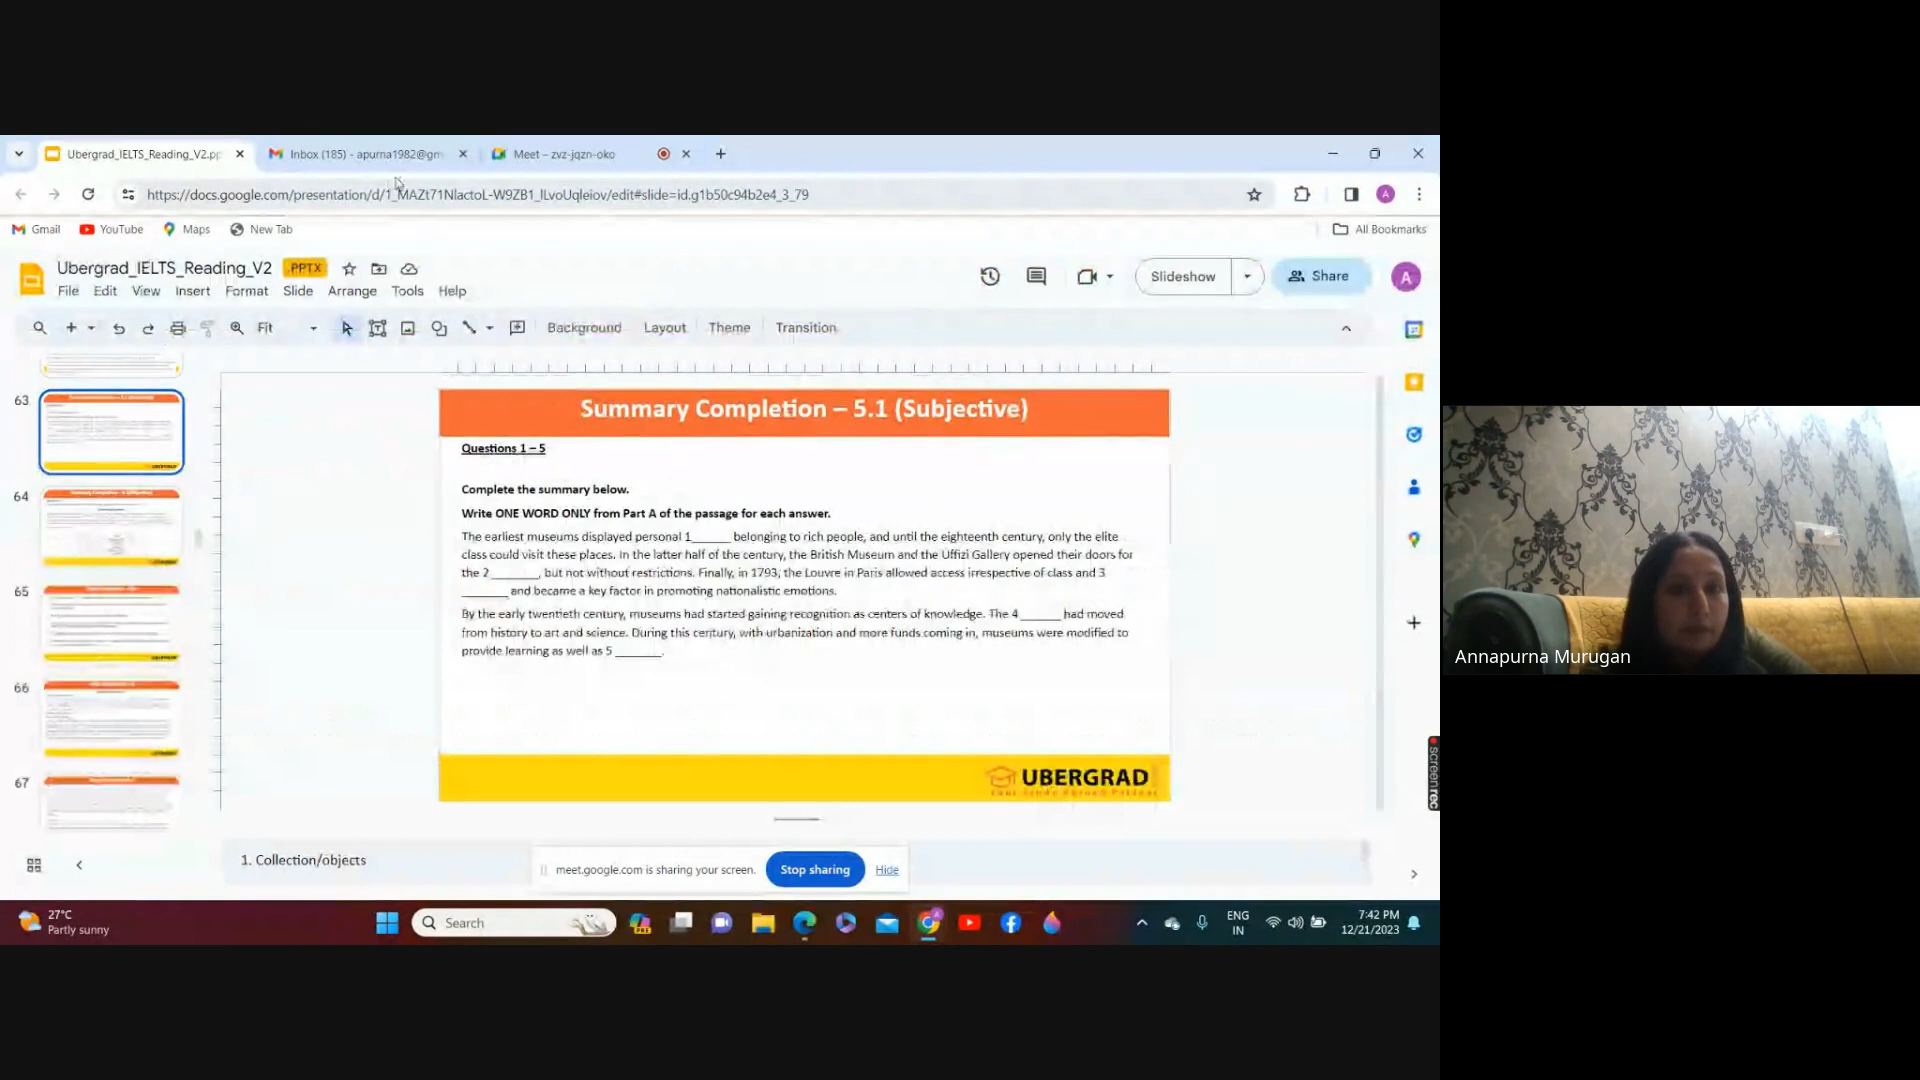 Ubergrad_IELTS_Reading_V2.pp
Inbox (185) - apurna1982@gm
Meet – zvz-jqzn-oko
https://docs.google.com/presentation/d/1_MAZt71NlactoL-W9ZB1_lLvoUqleiov/edit#slide=id.g1b50c94b2e4_3_79
Gmail YouTube Maps New Tab All Bookmarks
Ubergrad_IELTS_Reading_V2 .PPTX
File Edit View Insert Format Slide Arrange Tools Help
Slideshow
Share
A
Fit
Background Layout Theme Transition
63
64
65
66
67
Summary Completion – 5.1 (Subjective)
Questions 1 – 5
Complete the summary below.
Write ONE WORD ONLY from Part A of the passage for each answer.
The earliest museums displayed personal 1______ belonging to rich people, and until the eighteenth century, only the elite
class could visit these places. In the latter half of the century, the British Museum and the Uffizi Gallery opened their doors for
the 2________, but not without restrictions. Finally, in 1793, the Louvre in Paris allowed access irrespective of class and 3
________ and became a key factor in promoting nationalistic emotions.
By the early twentieth century, museums had started gaining recognition as centers of knowledge. The 4_______ had moved
from history to art and science. During this century, with urbanization and more funds coming in, museums were modified to
provide learning as well as 5 ________.
UBERGRAD
1. Collection/objects
meet.google.com is sharing your screen.
Stop sharing
Hide
screenrec
Annapurna Murugan
27°C
Partly sunny
Search
ENG
IN
7:42 PM
12/21/2023